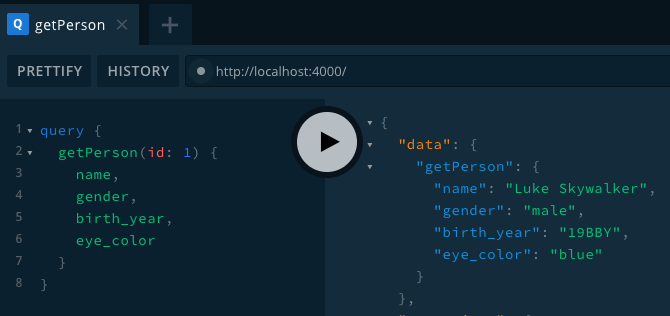 Q getPerson ×
PRETTIFY HISTORY http://localhost:4000/
1 query {
2 getPerson(id: 1) {
3 name,
4 gender,
5 birth_year,
6 eye_color
7 }
8 }
{
"data": {
"getPerson": {
"name": "Luke Skywalker",
"gender": "male",
"birth_year": "19BBY",
"eye_color": "blue"
}
},